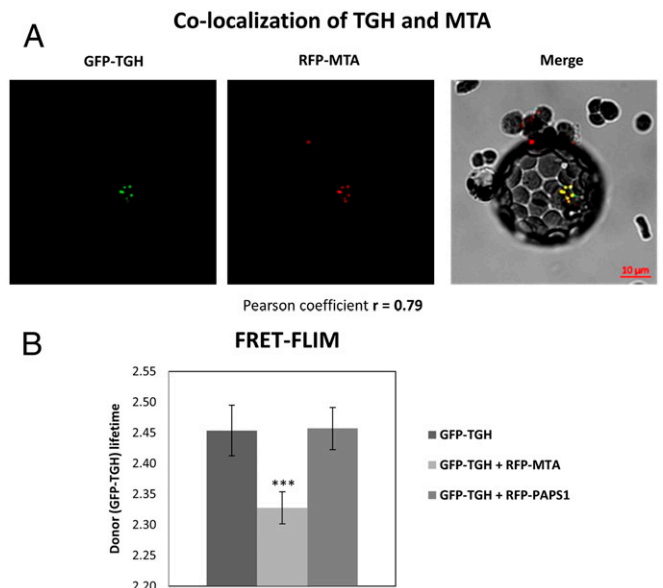 Co-localization of TGH and MTA
A
GFP-TGH
RFP-MTA
Merge
10 µm
Pearson coefficient r = 0.79
B
FRET-FLIM
Donor (GFP-TGH) lifetime
2.55
2.50
2.45
2.40
2.35
2.30
2.25
2.20
***
GFP-TGH
GFP-TGH + RFP-MTA
GFP-TGH + RFP-PAPS1